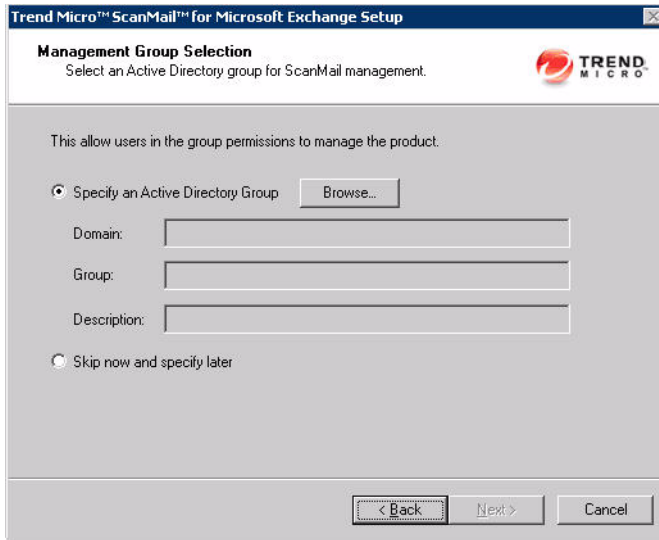 Trend Micro™ ScanMail™ for Microsoft Exchange Setup
Management Group Selection
Select an Active Directory group for ScanMail management.
TREND
MICRO
This allow users in the group permissions to manage the product.
Specify an Active Directory Group
Browse...
Domain:
Group:
Description:
Skip now and specify later
< Back
Next >
Cancel